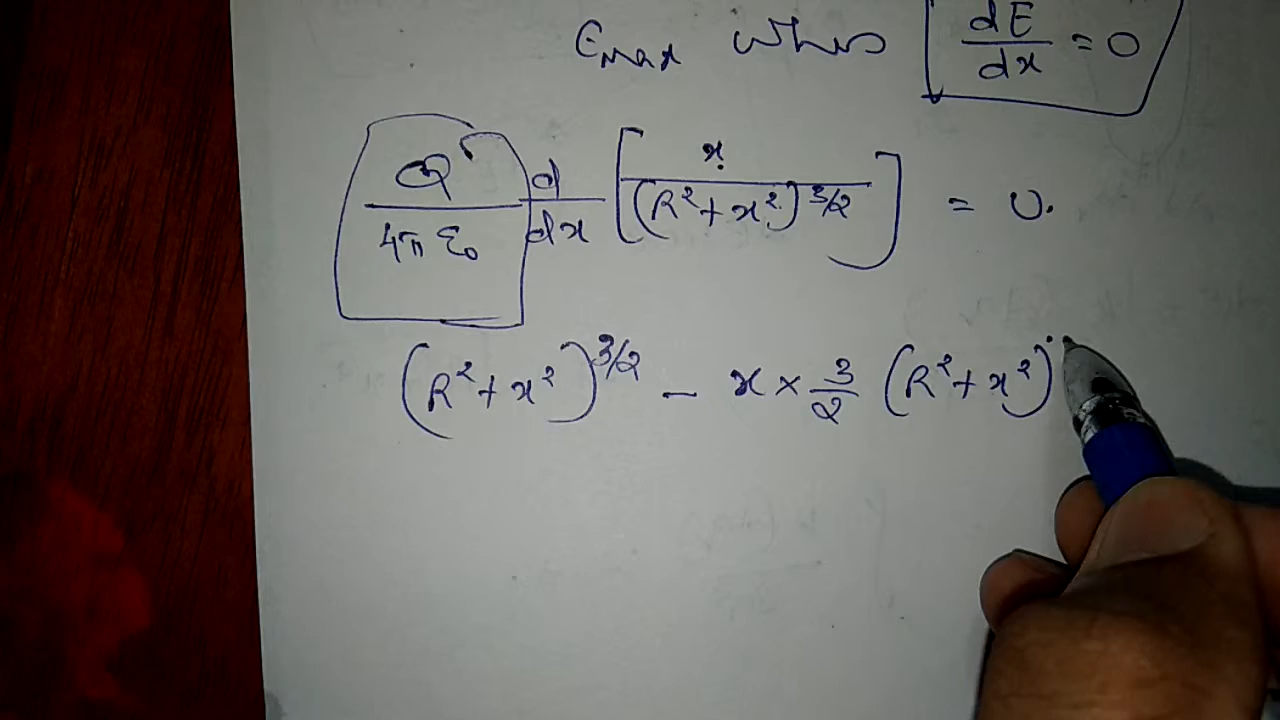 Emax when dE/dx = 0
Q/4πε₀ d/dx [x/(R²+x²)^3/2] = 0.
(R²+x²)^3/2 - x × 3/2 (R²+x²)